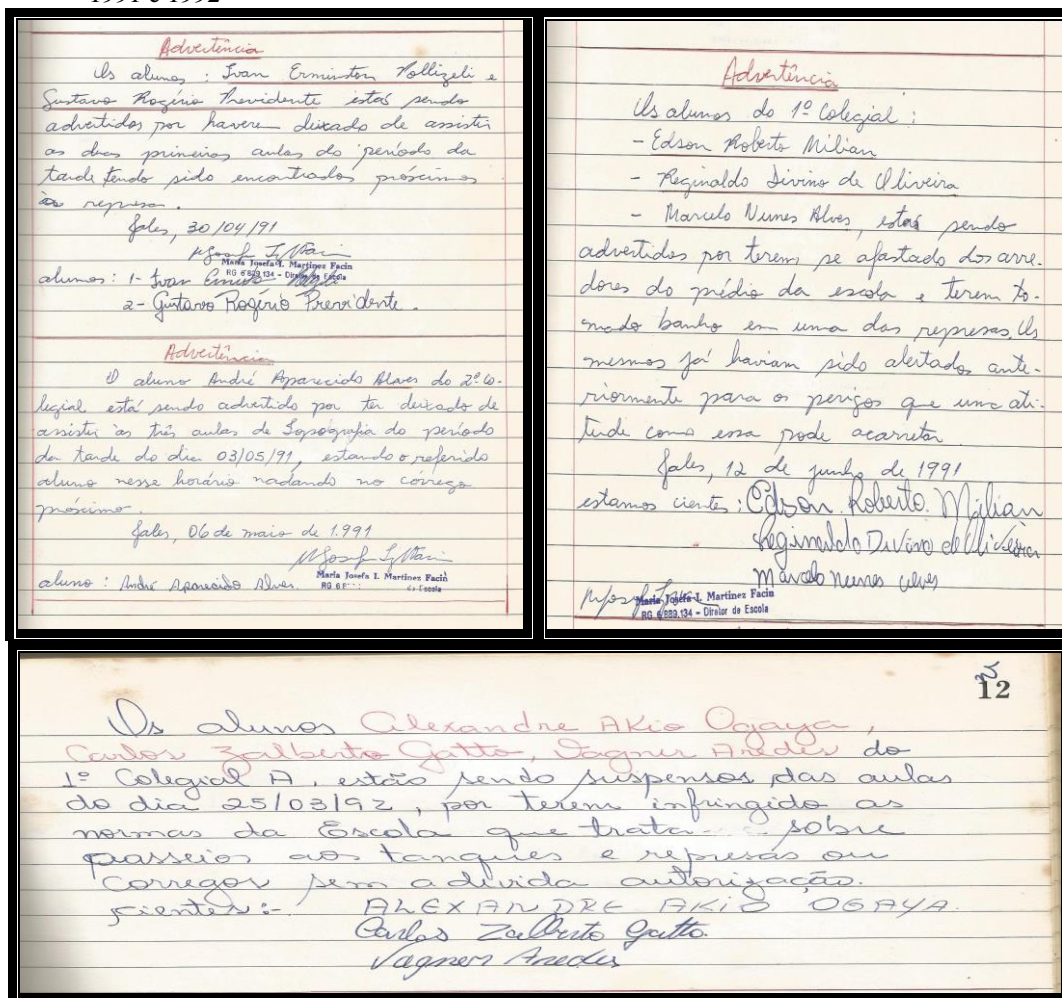 1991 e 1992
Advertência
Os alunos : Ivan Erminton Pollizeli e
Gustavo Rogério Previdente estão sendo
advertidos por haverem deixado de assistir
as duas primeiras aulas do período da
tarde tendo sido encontrados próximos
às represa.
Jales, 30/04/91
Maria Josefa I. Martinez Facin
RG 6 889,134 - Diretor de Escola
alunos : 1- Ivan
2- Gustavo Rogério Previdente.
Advertência
O aluno André Aparecido Alves do 2º Co-
legial está sendo advertido por ter deixado de
assistir às três aulas de Topografia do período
da tarde do dia 03/05/91, estando o referido
aluno nesse horário nadando no córrego
próximo.
Jales, 06 de maio de 1.991
Maria Josefa I. Martinez Facin
RG 6
de Escola
aluno : André Aparecido Alves.
Advertência
Os alunos do 1º Colegial :
- Edson Roberto Milian
- Reginaldo Divino de Oliveira
- Marcelo Nunes Alves, estão sendo
advertidos por terem se afastado dos arre-
dores do prédio da escola e terem to-
mado banho em uma das represas. Os
mesmos já haviam sido alertados ante-
riormente para os perigos que uma ati-
tude como essa pode acarretar.
Jales, 12 de junho de 1991
estamos cientes : Edson Roberto Milian
Reginaldo Divino de Oliveira
Marcelo Nunes Alves
Maria Josefa I. Martinez Facin
RG 6/889,134 - Diretor de Escola
12
Os alunos Alexandre Akio Ogaya,
Carlos Zalberto Gatto, Vagner Aredes do
1º Colegial A, estão sendo suspensos das aulas
do dia 25/03/92, por terem infringido as
normas da Escola que trata sobre
passeios aos tanques e represas ou
corregos sem a divida autorização.
cientes :- ALEXANDRE AKIO OGAYA.
Carlos Zalberto Gatto
Vagner Aredes